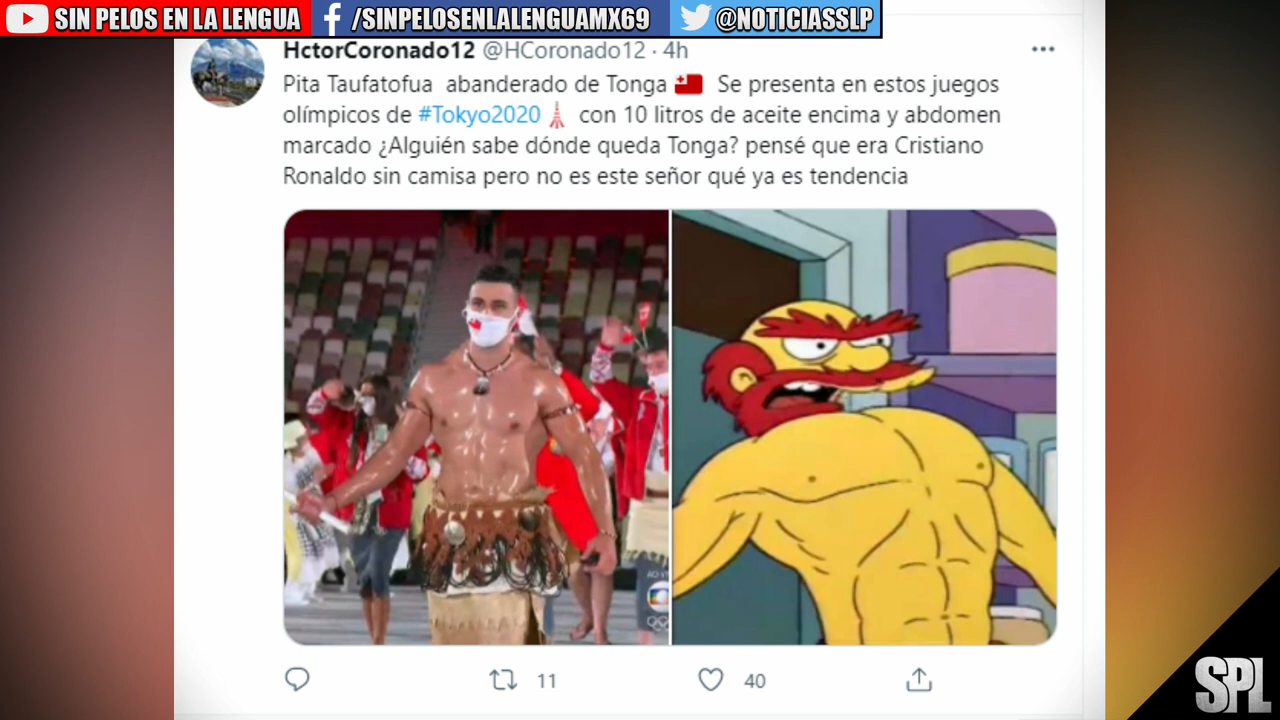 SIN PELOS EN LA LENGUA /SINPELOSENLALENGUAMX69 @NOTICIASSLP
HctorCoronado12 @HCoronado12 · 4h
Pita Taufatofua abanderado de Tonga 🇹🇴 Se presenta en estos juegos
olímpicos de #Tokyo2020 🗼 con 10 litros de aceite encima y abdomen
marcado ¿Alguién sabe dónde queda Tonga? pensé que era Cristiano
Ronaldo sin camisa pero no es este señor qué ya es tendencia
AO VIVO
11 40
SPL